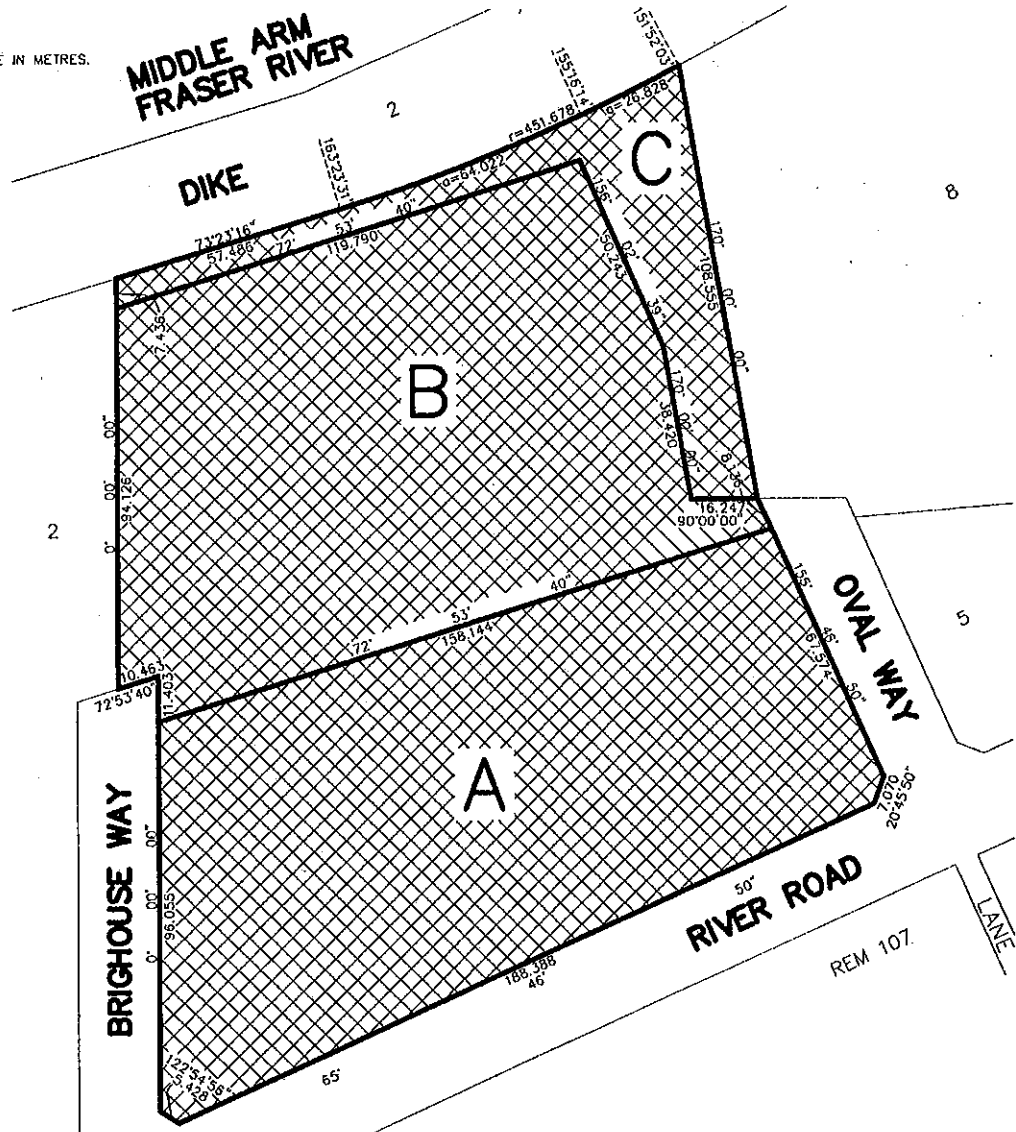 E IN METRES.
MIDDLE ARM
FRASER RIVER
2
DIKE
151°52'03"
155°16'14"
163°23'31"
r=451.678
a=26.828
a=64.022
73°23'16"
57.486
72° 53' 40"
119.790
7.436
C
8
156° 02' 39"
50.243
170° 00' 00"
108.555
170° 00' 00"
38.420
8.136
16.247
90°00'00"
B
0° 00' 00"
94.126
2
72° 53' 40"
158.144
10.463
72°53'40"
11.403
155° 46' 50"
67.574
OVAL WAY
5
A
7.070
20°45'50"
BRIGHOUSE WAY
0° 00' 00"
96.055
122°54'56"
5.428
65° 46' 50"
188.388
RIVER ROAD
REM 107
LANE